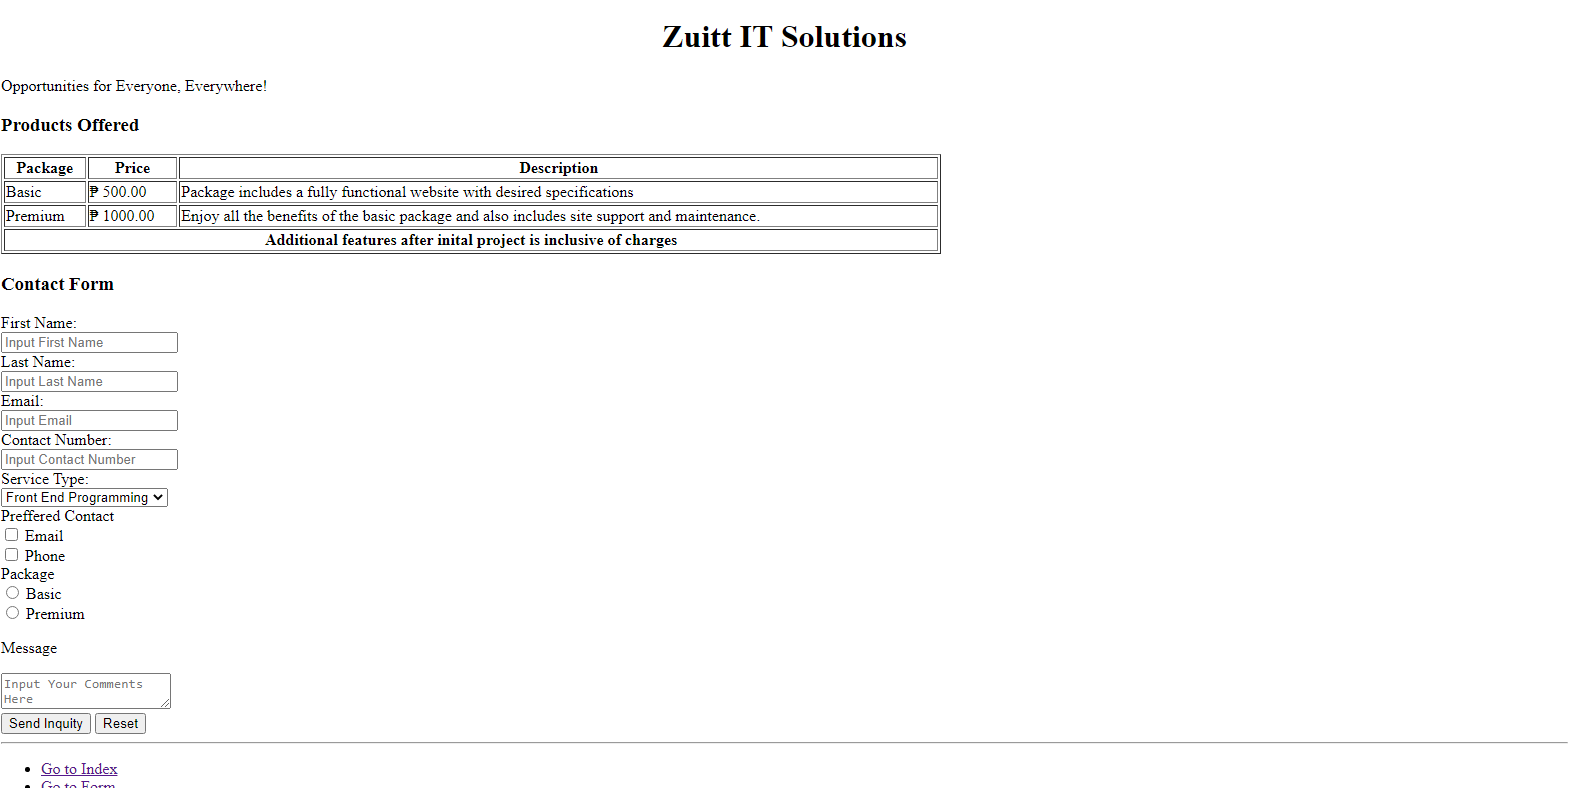 Zuitt IT Solutions
Opportunities for Everyone, Everywhere!
Products Offered
Package Price Description
Basic ₱ 500.00 Package includes a fully functional website with desired specifications
Premium ₱ 1000.00 Enjoy all the benefits of the basic package and also includes site support and maintenance.
Additional features after inital project is inclusive of charges
Contact Form
First Name:
Input First Name
Last Name:
Input Last Name
Email:
Input Email
Contact Number:
Input Contact Number
Service Type:
Front End Programming
Preffered Contact
Email
Phone
Package
Basic
Premium
Message
Input Your Comments
Here
Send Inquity Reset
Go to Index
Go to Form